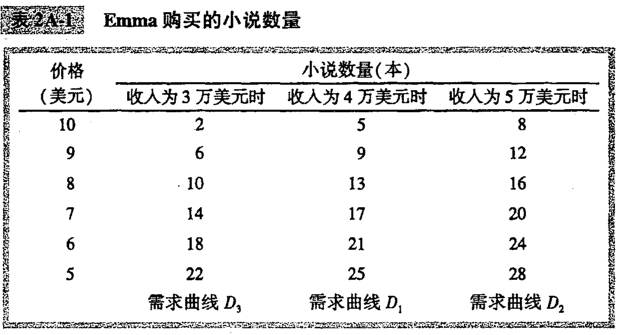 表 2A-1 Emma 购买的小说数量
价格 小说数量(本)
(美元) 收入为 3 万美元时 收入为 4 万美元时 收入为 5 万美元时
10 2 5 8
9 6 9 12
8 10 13 16
7 14 17 20
6 18 21 24
5 22 25 28
需求曲线 D₃ 需求曲线 D₁ 需求曲线 D₂